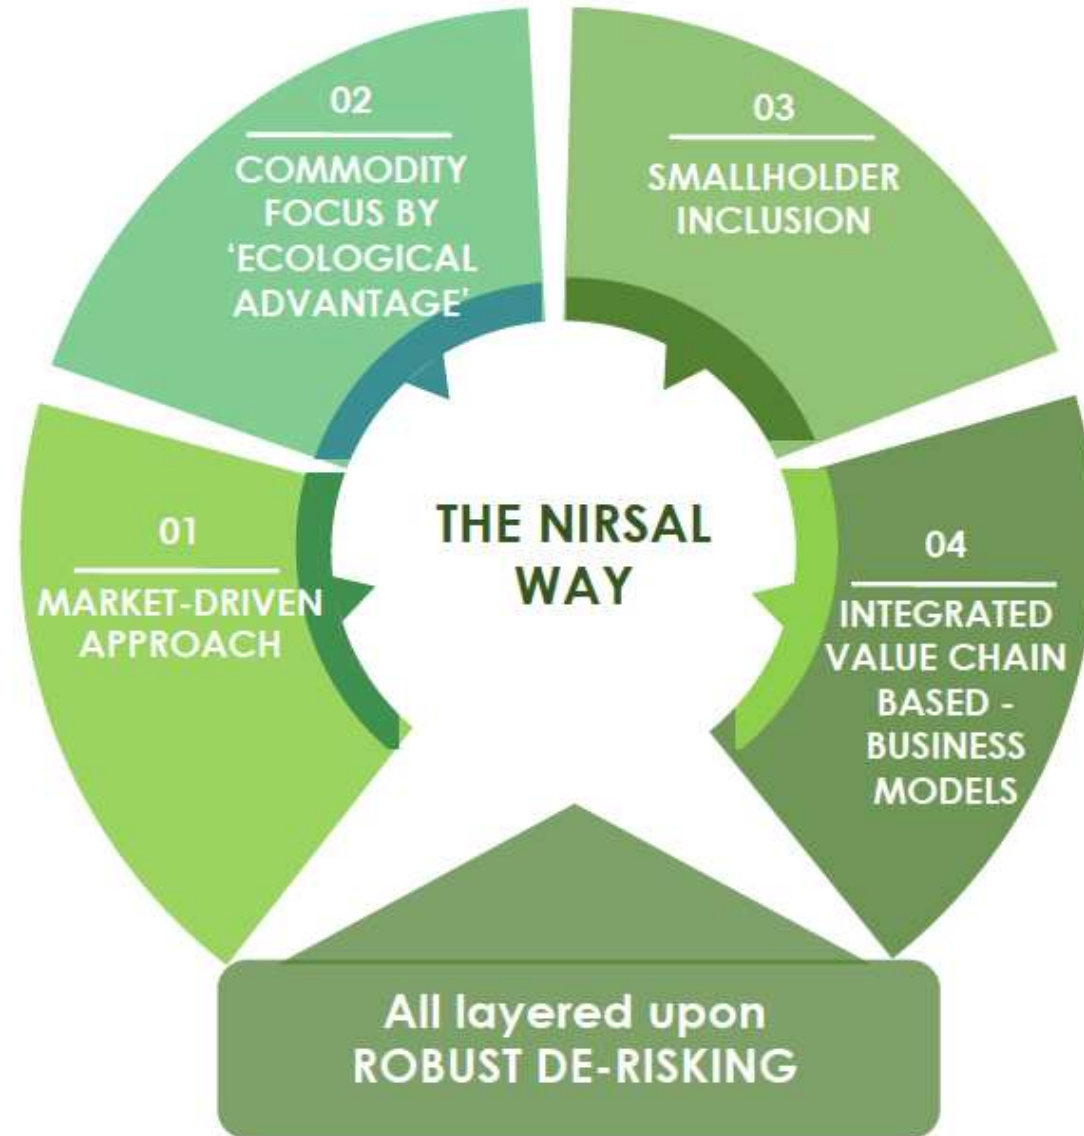 02
COMMODITY
FOCUS BY
‘ECOLOGICAL
ADVANTAGE’
03
SMALLHOLDER
INCLUSION
01
MARKET-DRIVEN
APPROACH
THE NIRSAL
WAY
04
INTEGRATED
VALUE CHAIN
BASED -
BUSINESS
MODELS
All layered upon
ROBUST DE-RISKING